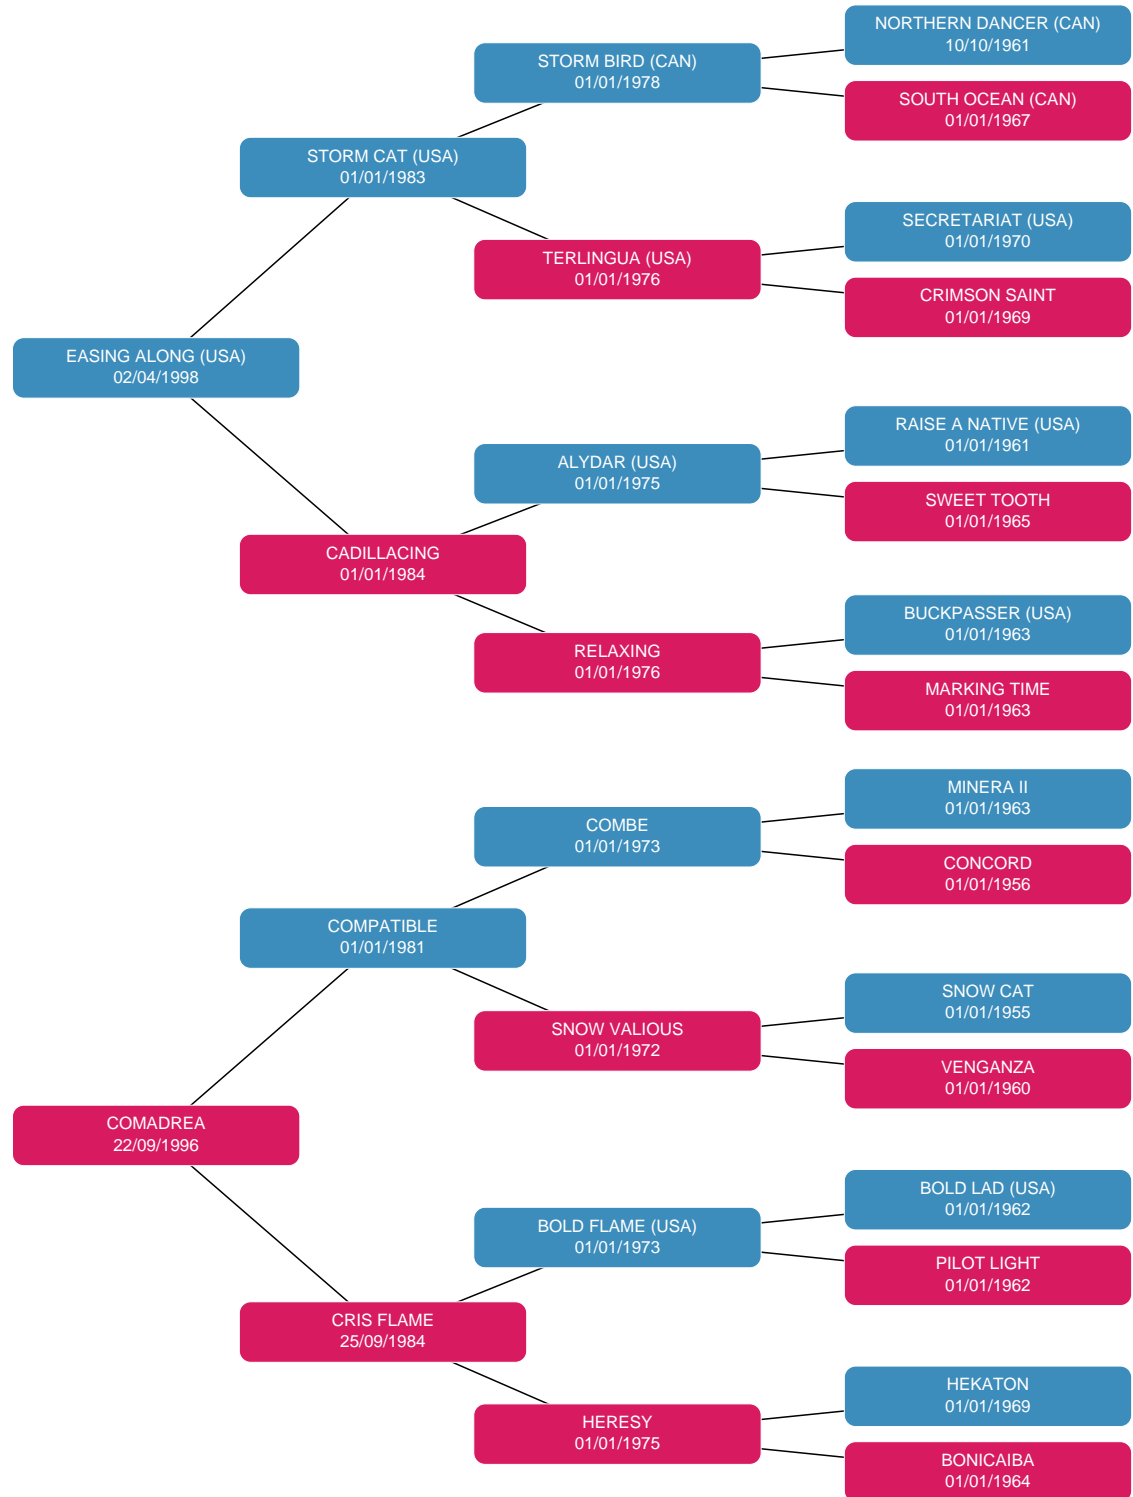 NORTHERN DANCER (CAN)
10/10/1961
STORM BIRD (CAN)
01/01/1978
SOUTH OCEAN (CAN)
01/01/1967
STORM CAT (USA)
01/01/1983
SECRETARIAT (USA)
01/01/1970
TERLINGUA (USA)
01/01/1976
CRIMSON SAINT
01/01/1969
EASING ALONG (USA)
02/04/1998
RAISE A NATIVE (USA)
01/01/1961
ALYDAR (USA)
01/01/1975
SWEET TOOTH
01/01/1965
CADILLACING
01/01/1984
BUCKPASSER (USA)
01/01/1963
RELAXING
01/01/1976
MARKING TIME
01/01/1963
MINERA II
01/01/1963
COMBE
01/01/1973
CONCORD
01/01/1956
COMPATIBLE
01/01/1981
SNOW CAT
01/01/1955
SNOW VALIOUS
01/01/1972
VENGANZA
01/01/1960
COMADREA
22/09/1996
BOLD LAD (USA)
01/01/1962
BOLD FLAME (USA)
01/01/1973
PILOT LIGHT
01/01/1962
CRIS FLAME
25/09/1984
HEKATON
01/01/1969
HERESY
01/01/1975
BONICAIBA
01/01/1964